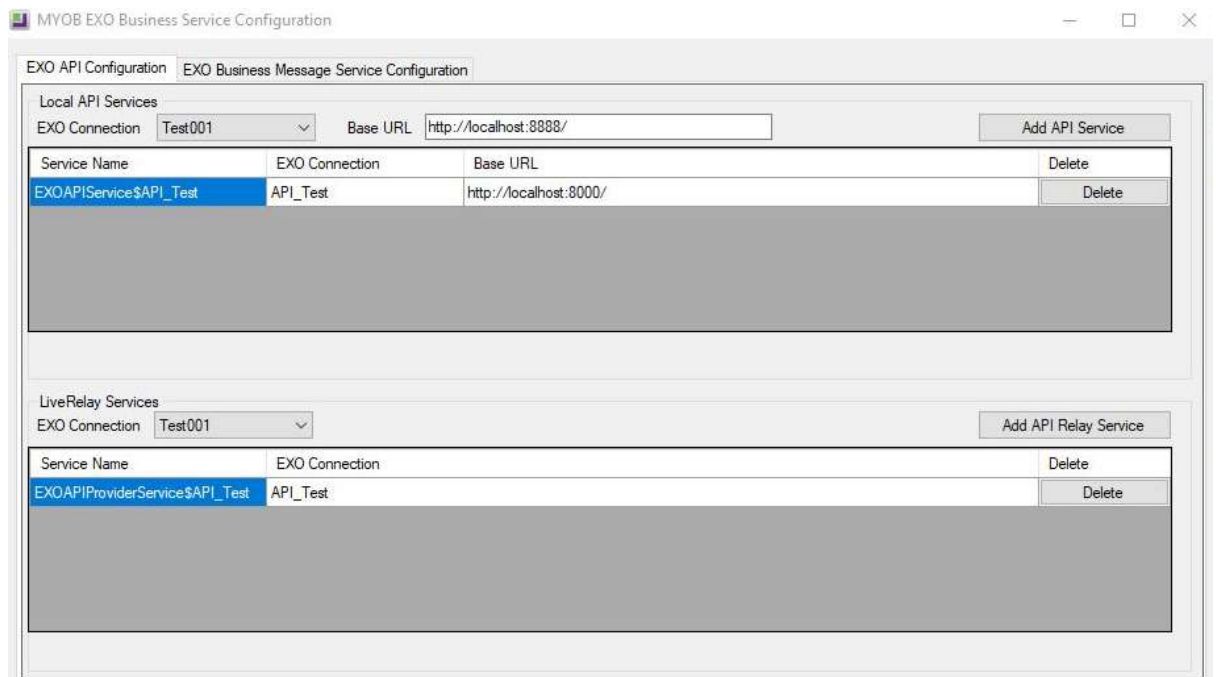 MYOB EXO Business Service Configuration
EXO API Configuration EXO Business Message Service Configuration
Local API Services
EXO Connection Test001 Base URL http://localhost:8888/ Add API Service
Service Name EXO Connection Base URL Delete
EXOAPIService$API_Test API_Test http://localhost:8000/ Delete
LiveRelay Services
EXO Connection Test001 Add API Relay Service
Service Name EXO Connection Delete
EXOAPIProviderService$API_Test API_Test Delete